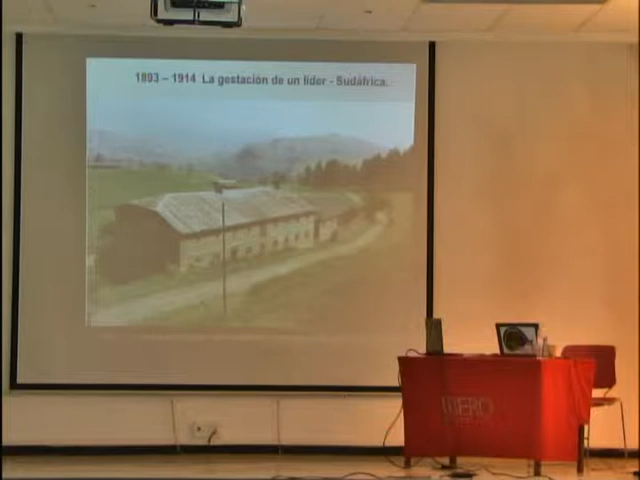 1893 – 1914 La gestación de un líder - Sudáfrica.
IBERO